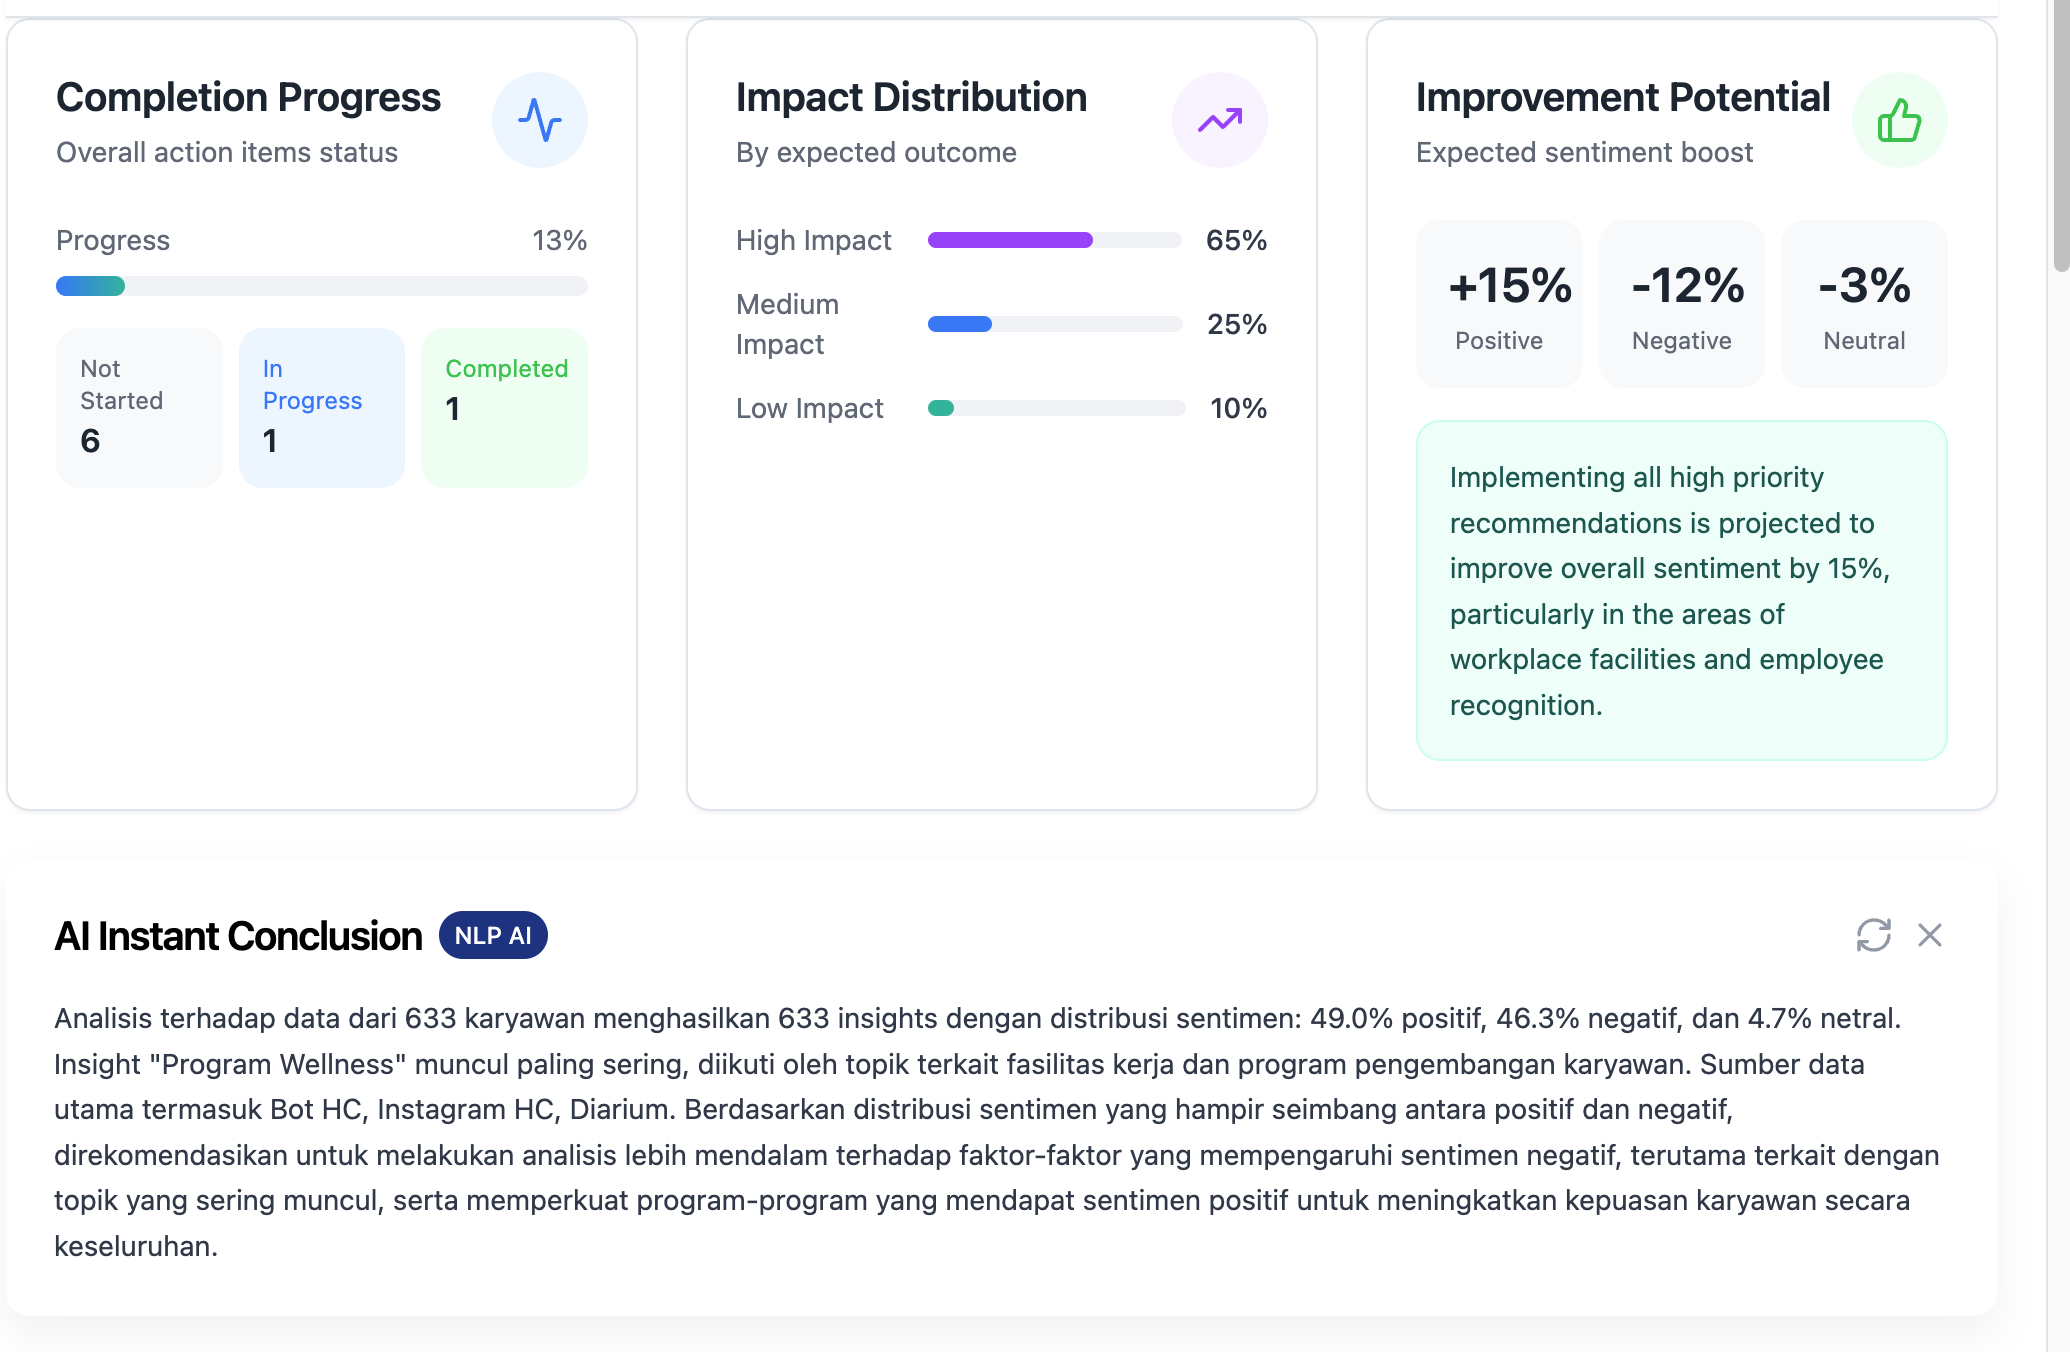 Completion Progress
Overall action items status
Progress
13%
Not
Started
6
In
Progress
1
Completed
1
Impact Distribution
By expected outcome
High Impact
65%
Medium
Impact
25%
Low Impact
10%
Improvement Potential
Expected sentiment boost
+15%
Positive
-12%
Negative
-3%
Neutral
Implementing all high priority
recommendations is projected to
improve overall sentiment by 15%,
particularly in the areas of
workplace facilities and employee
recognition.
AI Instant Conclusion
NLP AI
Analisis terhadap data dari 633 karyawan menghasilkan 633 insights dengan distribusi sentimen: 49.0% positif, 46.3% negatif, dan 4.7% netral.
Insight "Program Wellness" muncul paling sering, diikuti oleh topik terkait fasilitas kerja dan program pengembangan karyawan. Sumber data
utama termasuk Bot HC, Instagram HC, Diarium. Berdasarkan distribusi sentimen yang hampir seimbang antara positif dan negatif,
direkomendasikan untuk melakukan analisis lebih mendalam terhadap faktor-faktor yang mempengaruhi sentimen negatif, terutama terkait dengan
topik yang sering muncul, serta memperkuat program-program yang mendapat sentimen positif untuk meningkatkan kepuasan karyawan secara
keseluruhan.